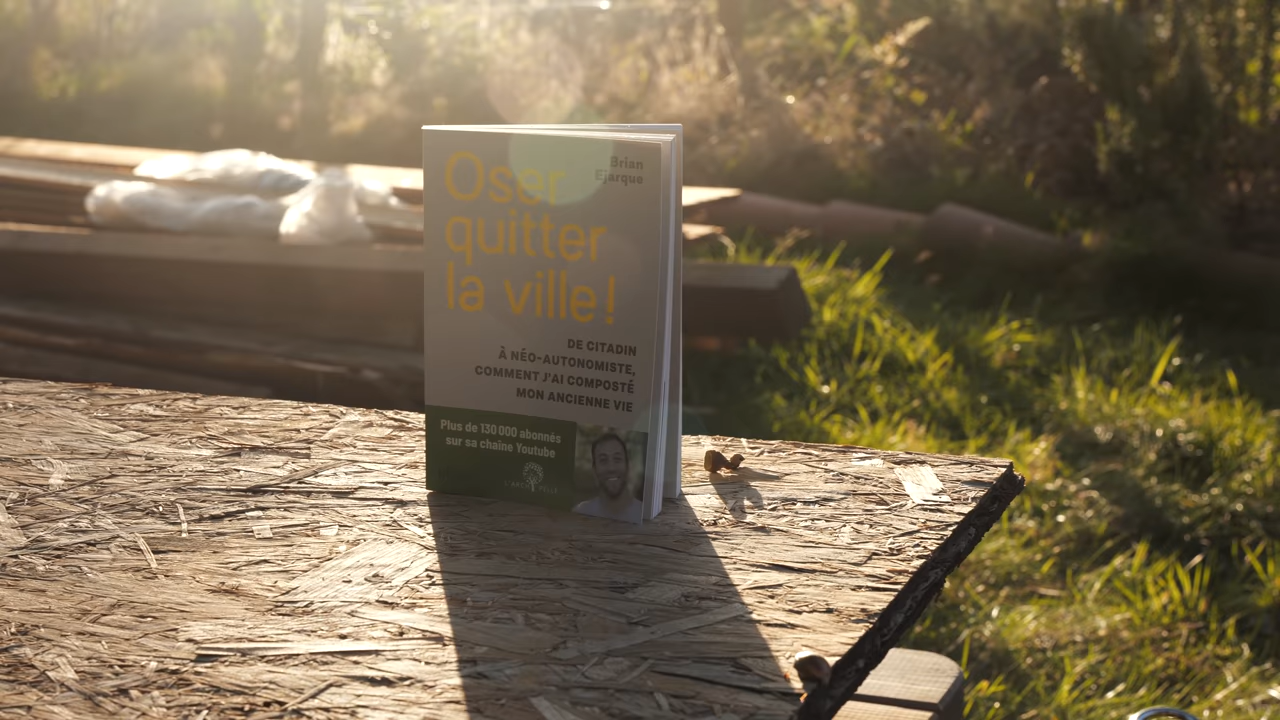 Oser
quitter
la ville !
Brian
Ejarque
DE CITADIN
À NÉO-AUTONOMISTE,
COMMENT J'AI COMPOSTÉ
MON ANCIENNE VIE
Plus de 130 000 abonnés
sur sa chaîne Youtube